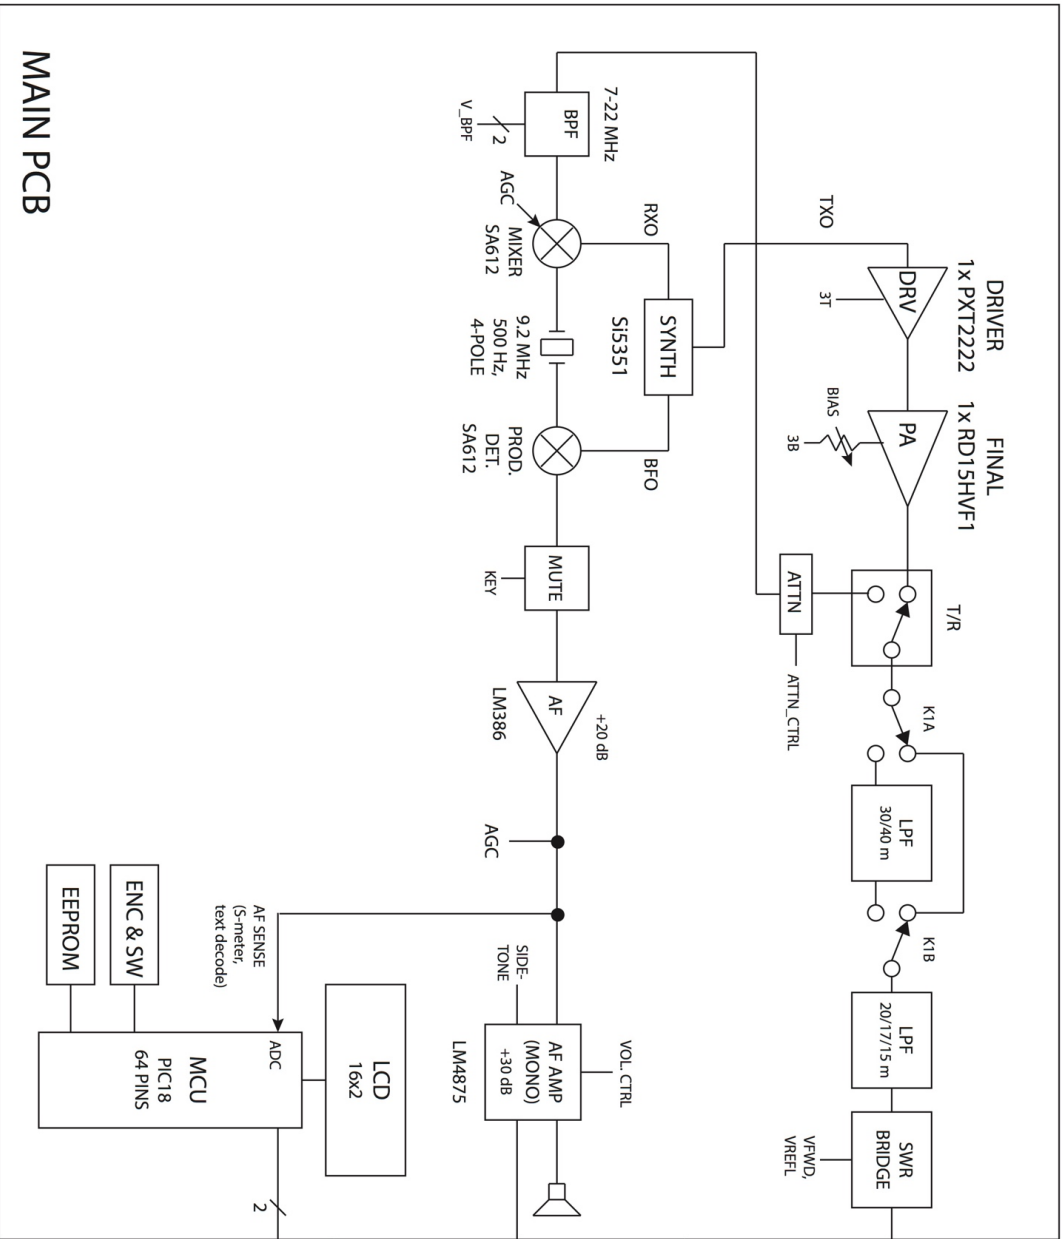 DRIVER
1x PXT2222
FINAL
1x RD15HVF1
TXO
DRV
3T
PA
BIAS
3B
T/R
K1A
LPF
30/40 m
K1B
LPF
20/17/15 m
SWR
BRIDGE
VFWD,
VREFL
ATTN
ATTN_CTRL
RXO
SYNTH
Si5351
BFO
7-22 MHz
BPF
V_BPF
2
AGC
MIXER
SA612
9.2 MHz
500 Hz,
4-POLE
PROD.
DET.
SA612
MUTE
KEY
AF
+20 dB
LM386
AGC
SIDE-
TONE
VOL. CTRL
AF AMP
(MONO)
+30 dB
LM4875
AF SENSE
(S-meter,
text decode)
LCD
16x2
ENC & SW
EEPROM
ADC
MCU
PIC18
64 PINS
2
MAIN PCB